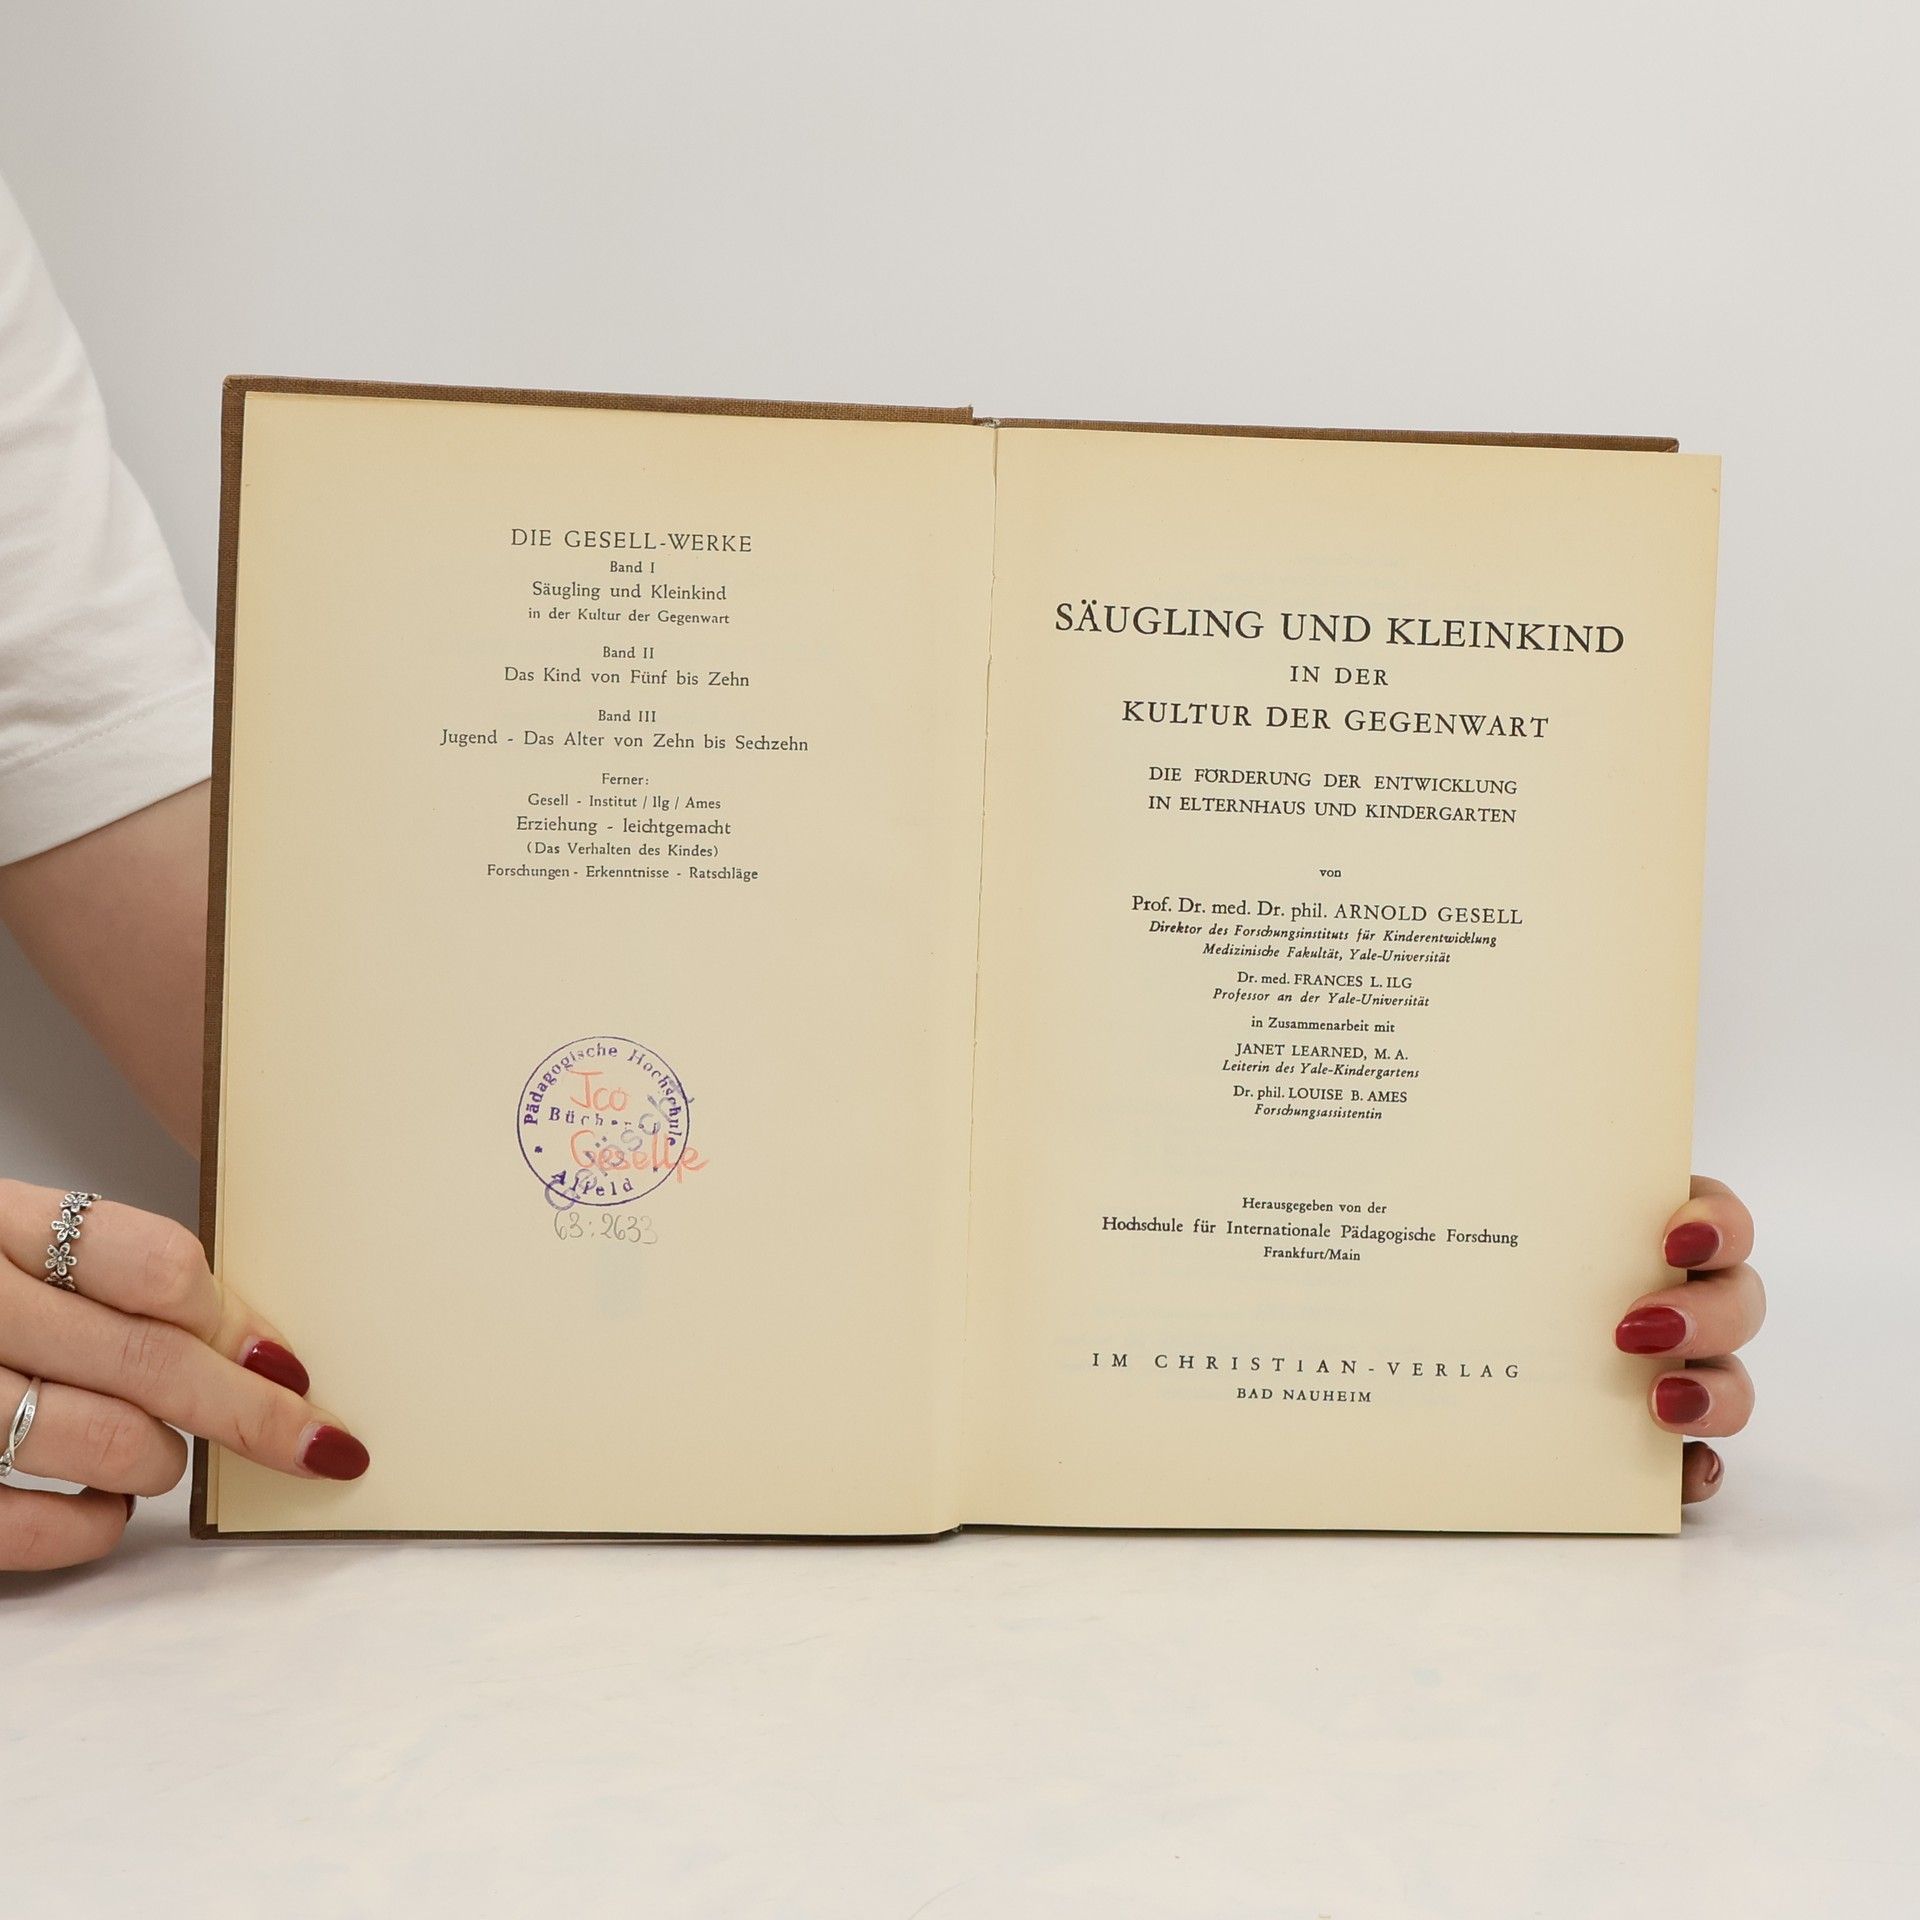 DIE GESELL-WERKE
Band I
Säugling und Kleinkind
in der Kultur der Gegenwart
Band II
Das Kind von Fünf bis Zehn
Band III
Jugend - Das Alter von Zehn bis Sechzehn
Ferner:
Gesell - Institut / Ilg / Ames
Erziehung - leichtgemacht
(Das Verhalten des Kindes)
Forschungen - Erkenntnisse - Ratschläge
Pädagogische Hochschule
Jco
Gesell
Alfeld
63:2633
SÄUGLING UND KLEINKIND
IN DER
KULTUR DER GEGENWART
DIE FÖRDERUNG DER ENTWICKLUNG
IN ELTERNHAUS UND KINDERGARTEN
von
Prof. Dr. med. Dr. phil. ARNOLD GESELL
Direktor des Forschungsinstituts für Kinderentwicklung
Medizinische Fakultät, Yale-Universität
Dr. med. FRANCES L. ILG
Professor an der Yale-Universität
in Zusammenarbeit mit
JANET LEARNED, M. A.
Leiterin des Yale-Kindergartens
Dr. phil. LOUISE B. AMES
Forschungsassistentin
Herausgegeben von der
Hochschule für Internationale Pädagogische Forschung
Frankfurt/Main
IM CHRISTIAN-VERLAG
BAD NAUHEIM